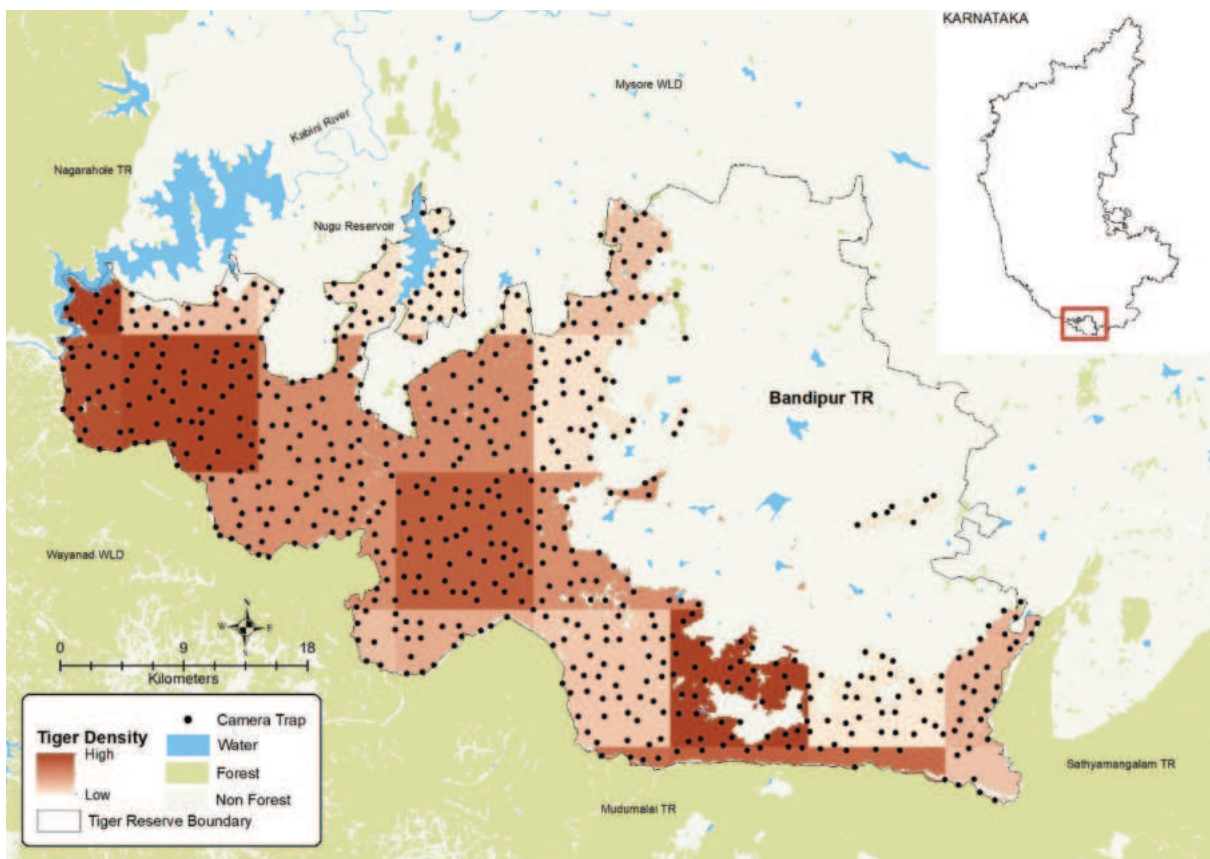 KARNATAKA
Mysore WLD
Kabini River
Nagarahole TR
Nugu Reservoir
Bandipur TR
Wayanad WLD
N
W E
S
0 9 18
Kilometers
Tiger Density
High
Low
Camera Trap
Water
Forest
Non Forest
Tiger Reserve Boundary
Mudumalai TR
Sathyamangalam TR